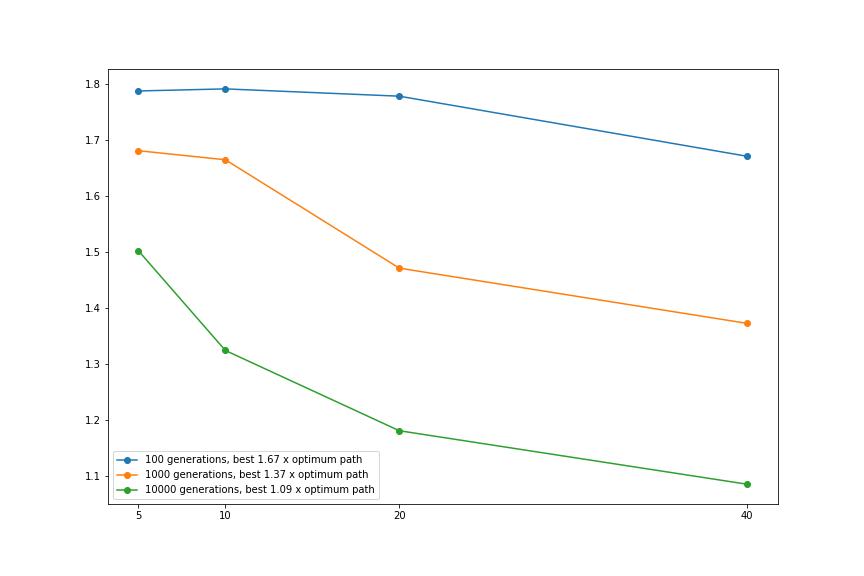 1.8
1.7
1.6
1.5
1.4
1.3
1.2
1.1
100 generations, best 1.67 x optimum path
1000 generations, best 1.37 x optimum path
10000 generations, best 1.09 x optimum path
5 10 20 40